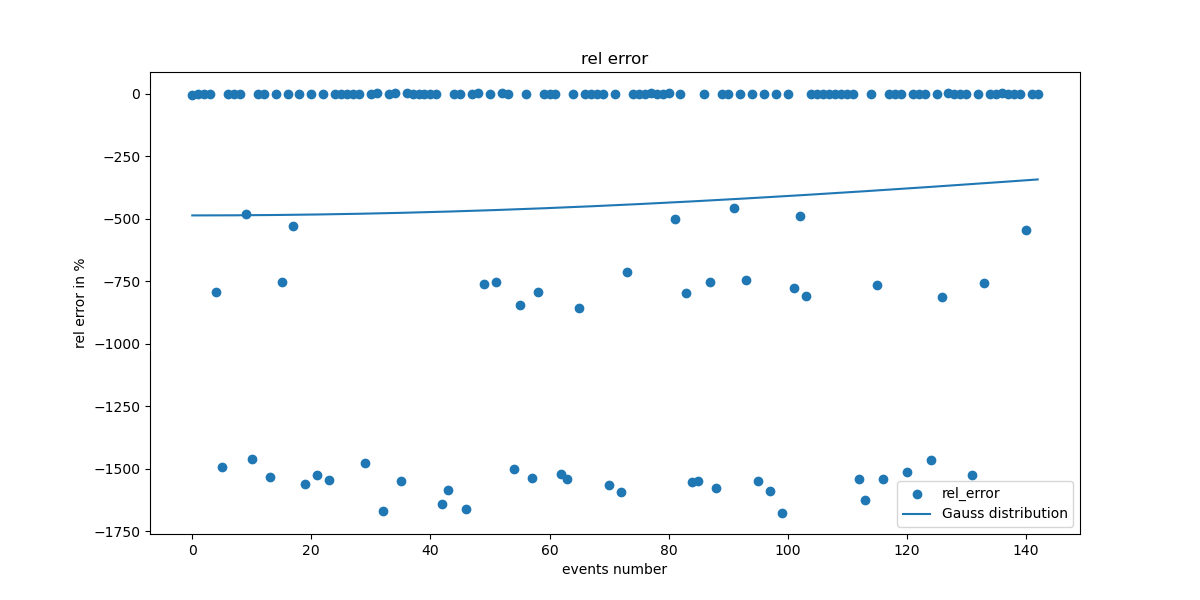 rel error
rel error in %
0
−250
−500
−750
−1000
−1250
−1500
−1750
0 20 40 60 80 100 120 140
events number
rel_error
Gauss distribution